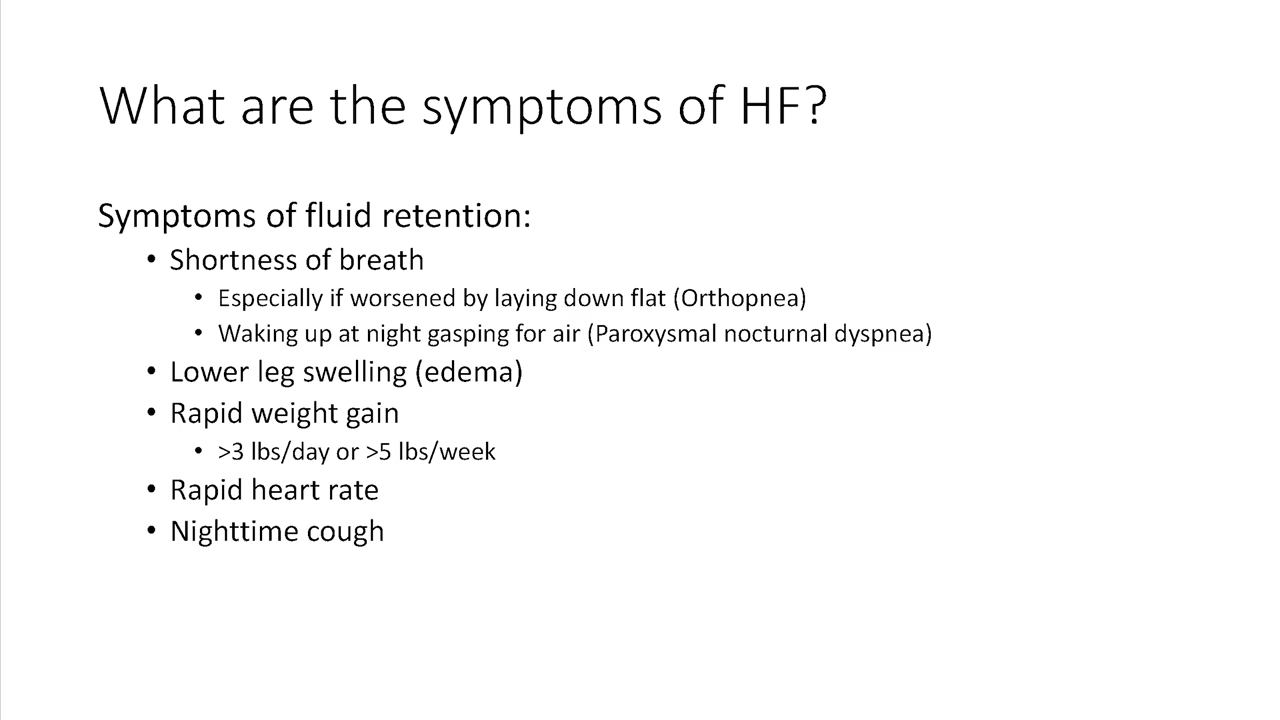 What are the symptoms of HF?
Symptoms of fluid retention:
• Shortness of breath
• Especially if worsened by laying down flat (Orthopnea)
• Waking up at night gasping for air (Paroxysmal nocturnal dyspnea)
• Lower leg swelling (edema)
• Rapid weight gain
• >3 lbs/day or >5 lbs/week
• Rapid heart rate
• Nighttime cough